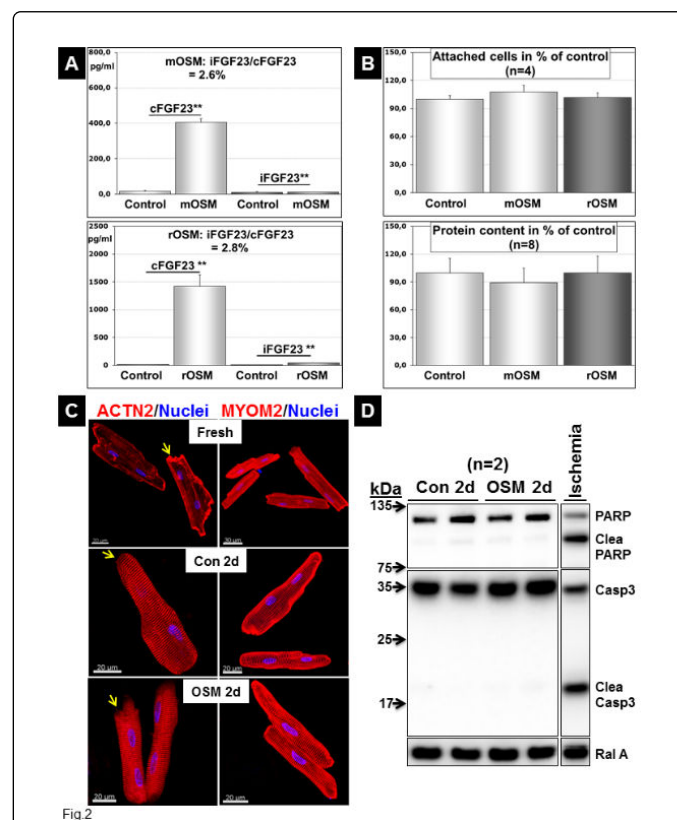 A
800,0
pg/ml
600,0
400,0
200,0
0,0
mOSM: iFGF23/cFGF23
= 2.6%
cFGF23**
iFGF23**
Control mOSM Control mOSM
2500
pg/ml
2000
1500
1000
500
0
rOSM: iFGF23/cFGF23
= 2.8%
cFGF23 **
iFGF23 **
Control rOSM Control rOSM
B
150,0
120,0
90,0
60,0
30,0
0,0
Attached cells in % of control
(n=4)
Control mOSM rOSM
150,0
120,0
90,0
60,0
30,0
0,0
Protein content in % of control
(n=8)
Control mOSM rOSM
C
ACTN2/Nuclei MYOM2/Nuclei
Fresh
Con 2d
20 µm 20 µm
OSM 2d
20 µm 20 µm
D
(n=2)
kDa Con 2d OSM 2d Ischemia
135
PARP
Clea
PARP
75
35
Casp3
25
Clea
Casp3
17
Ral A
Fig.2